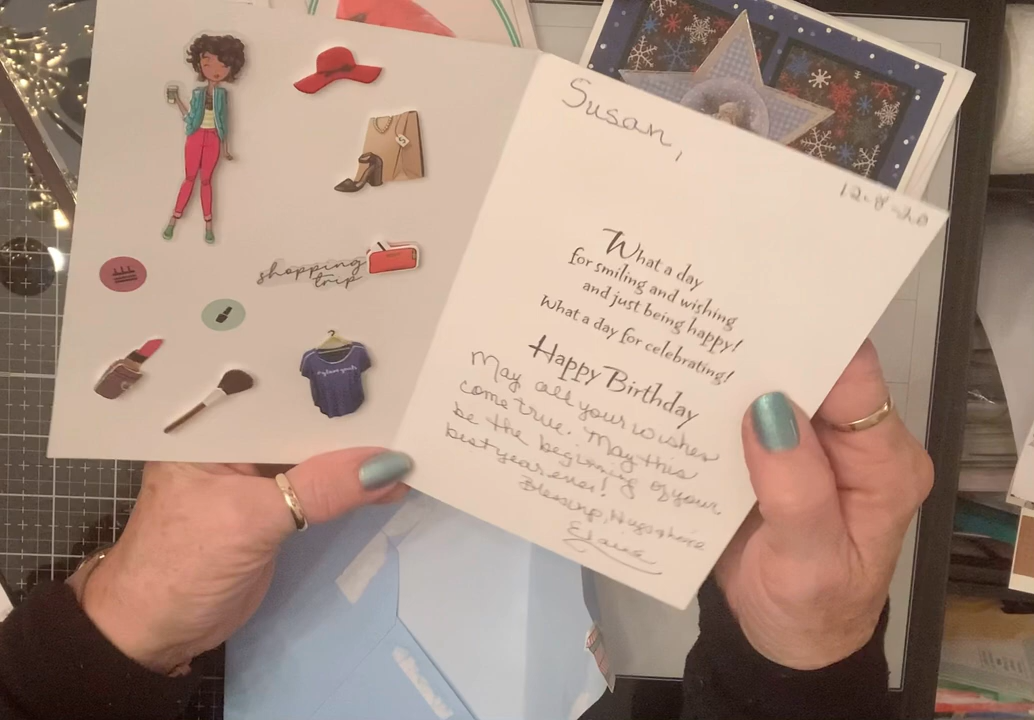 shopping
trip
Susan,
12-8-20
What a day
for smiling and wishing
and just being happy!
What a day for celebrating!
Happy Birthday
May all your wishes
come true. May this
be the beginning of your
best year ever!
Blessings, Hugs
Elaine